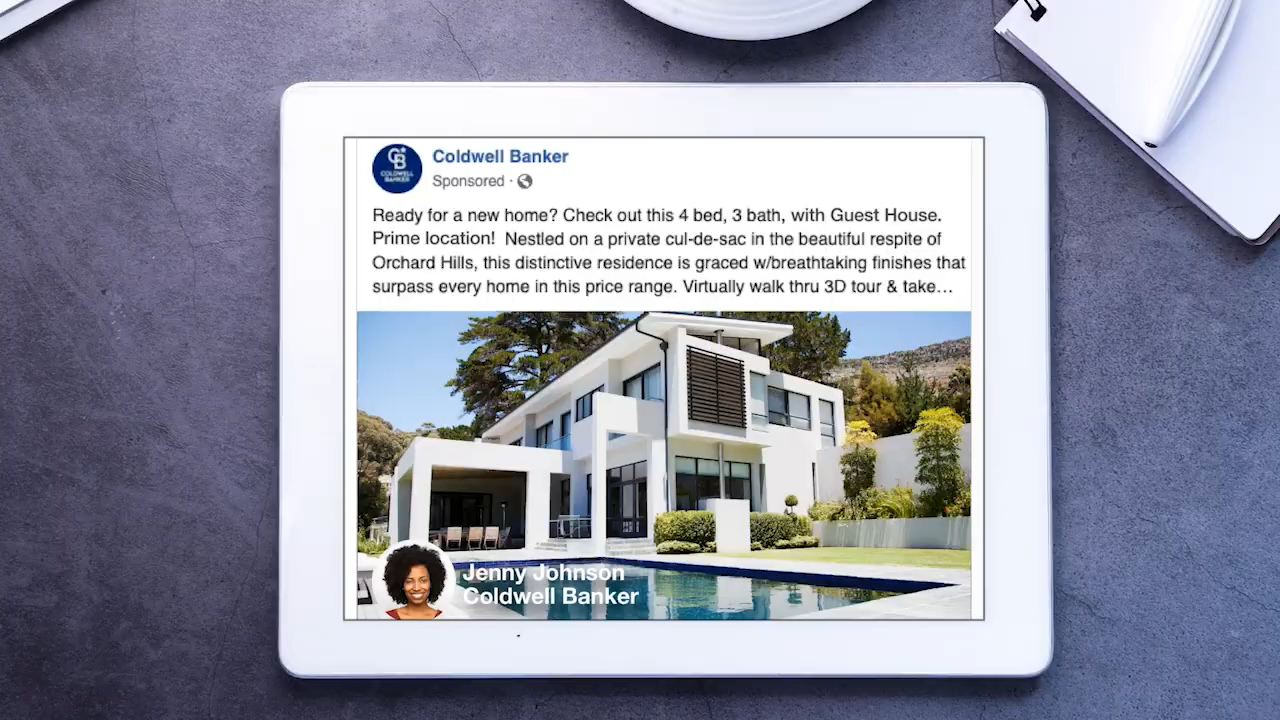 Coldwell Banker
CB
COLDWELL
BANKER
Sponsored ·
Ready for a new home? Check out this 4 bed, 3 bath, with Guest House.
Prime location! Nestled on a private cul-de-sac in the beautiful respite of
Orchard Hills, this distinctive residence is graced w/breathtaking finishes that
surpass every home in this price range. Virtually walk thru 3D tour & take…
Jenny Johnson
Coldwell Banker